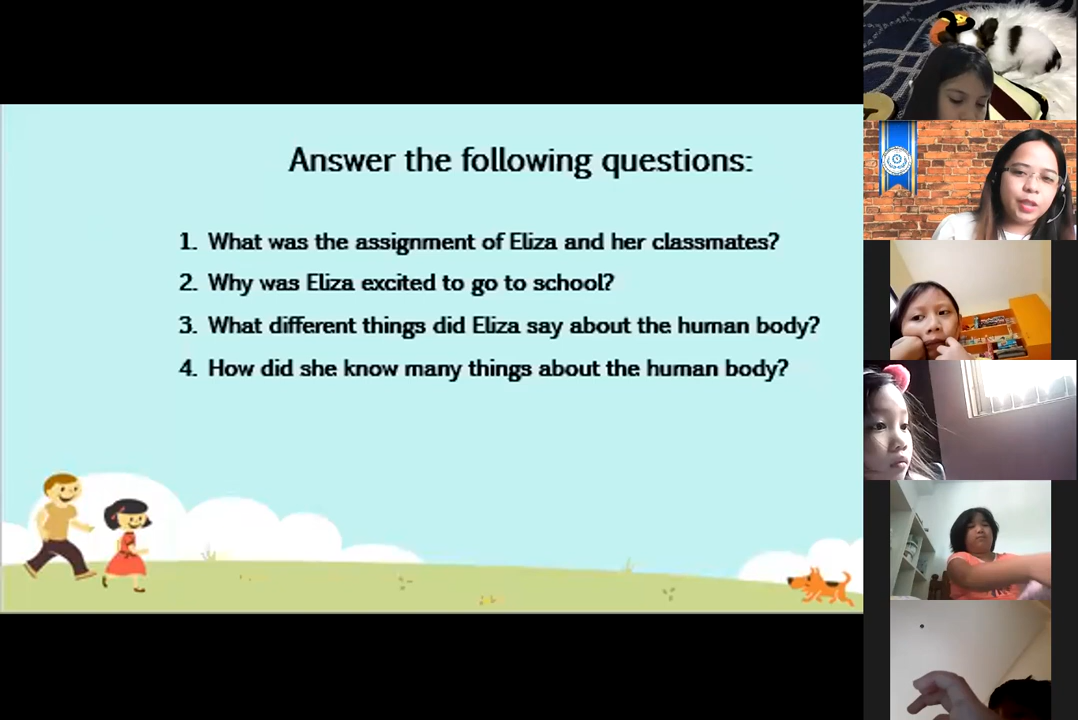 Answer the following questions:
1. What was the assignment of Eliza and her classmates?
2. Why was Eliza excited to go to school?
3. What different things did Eliza say about the human body?
4. How did she know many things about the human body?